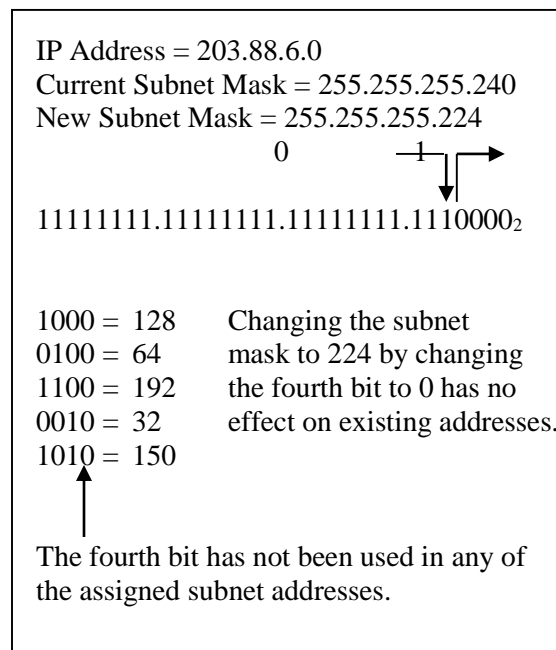 IP Address = 203.88.6.0
Current Subnet Mask = 255.255.255.240
New Subnet Mask = 255.255.255.224
0 1
11111111.11111111.11111111.1110000₂
1000 = 128 Changing the subnet
0100 = 64 mask to 224 by changing
1100 = 192 the fourth bit to 0 has no
0010 = 32 effect on existing addresses.
1010 = 150
The fourth bit has not been used in any of
the assigned subnet addresses.